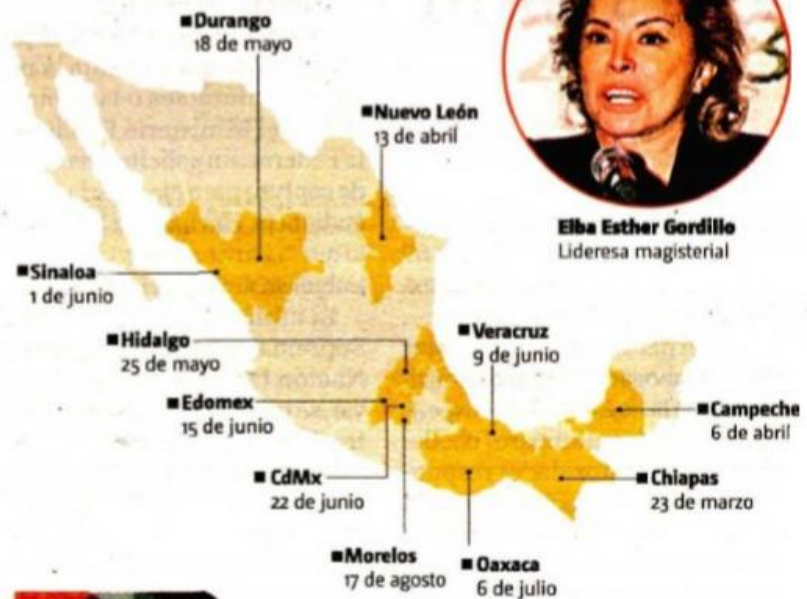 ■ Durango
18 de mayo
■ Nuevo León
13 de abril
Elba Esther Gordillo
Lideresa magisterial
■ Sinaloa
1 de junio
■ Hidalgo
25 de mayo
■ Veracruz
9 de junio
■ Edomex
15 de junio
■ Campeche
6 de abril
■ CdMx
22 de junio
■ Chiapas
23 de marzo
■ Morelos
17 de agosto
■ Oaxaca
6 de julio